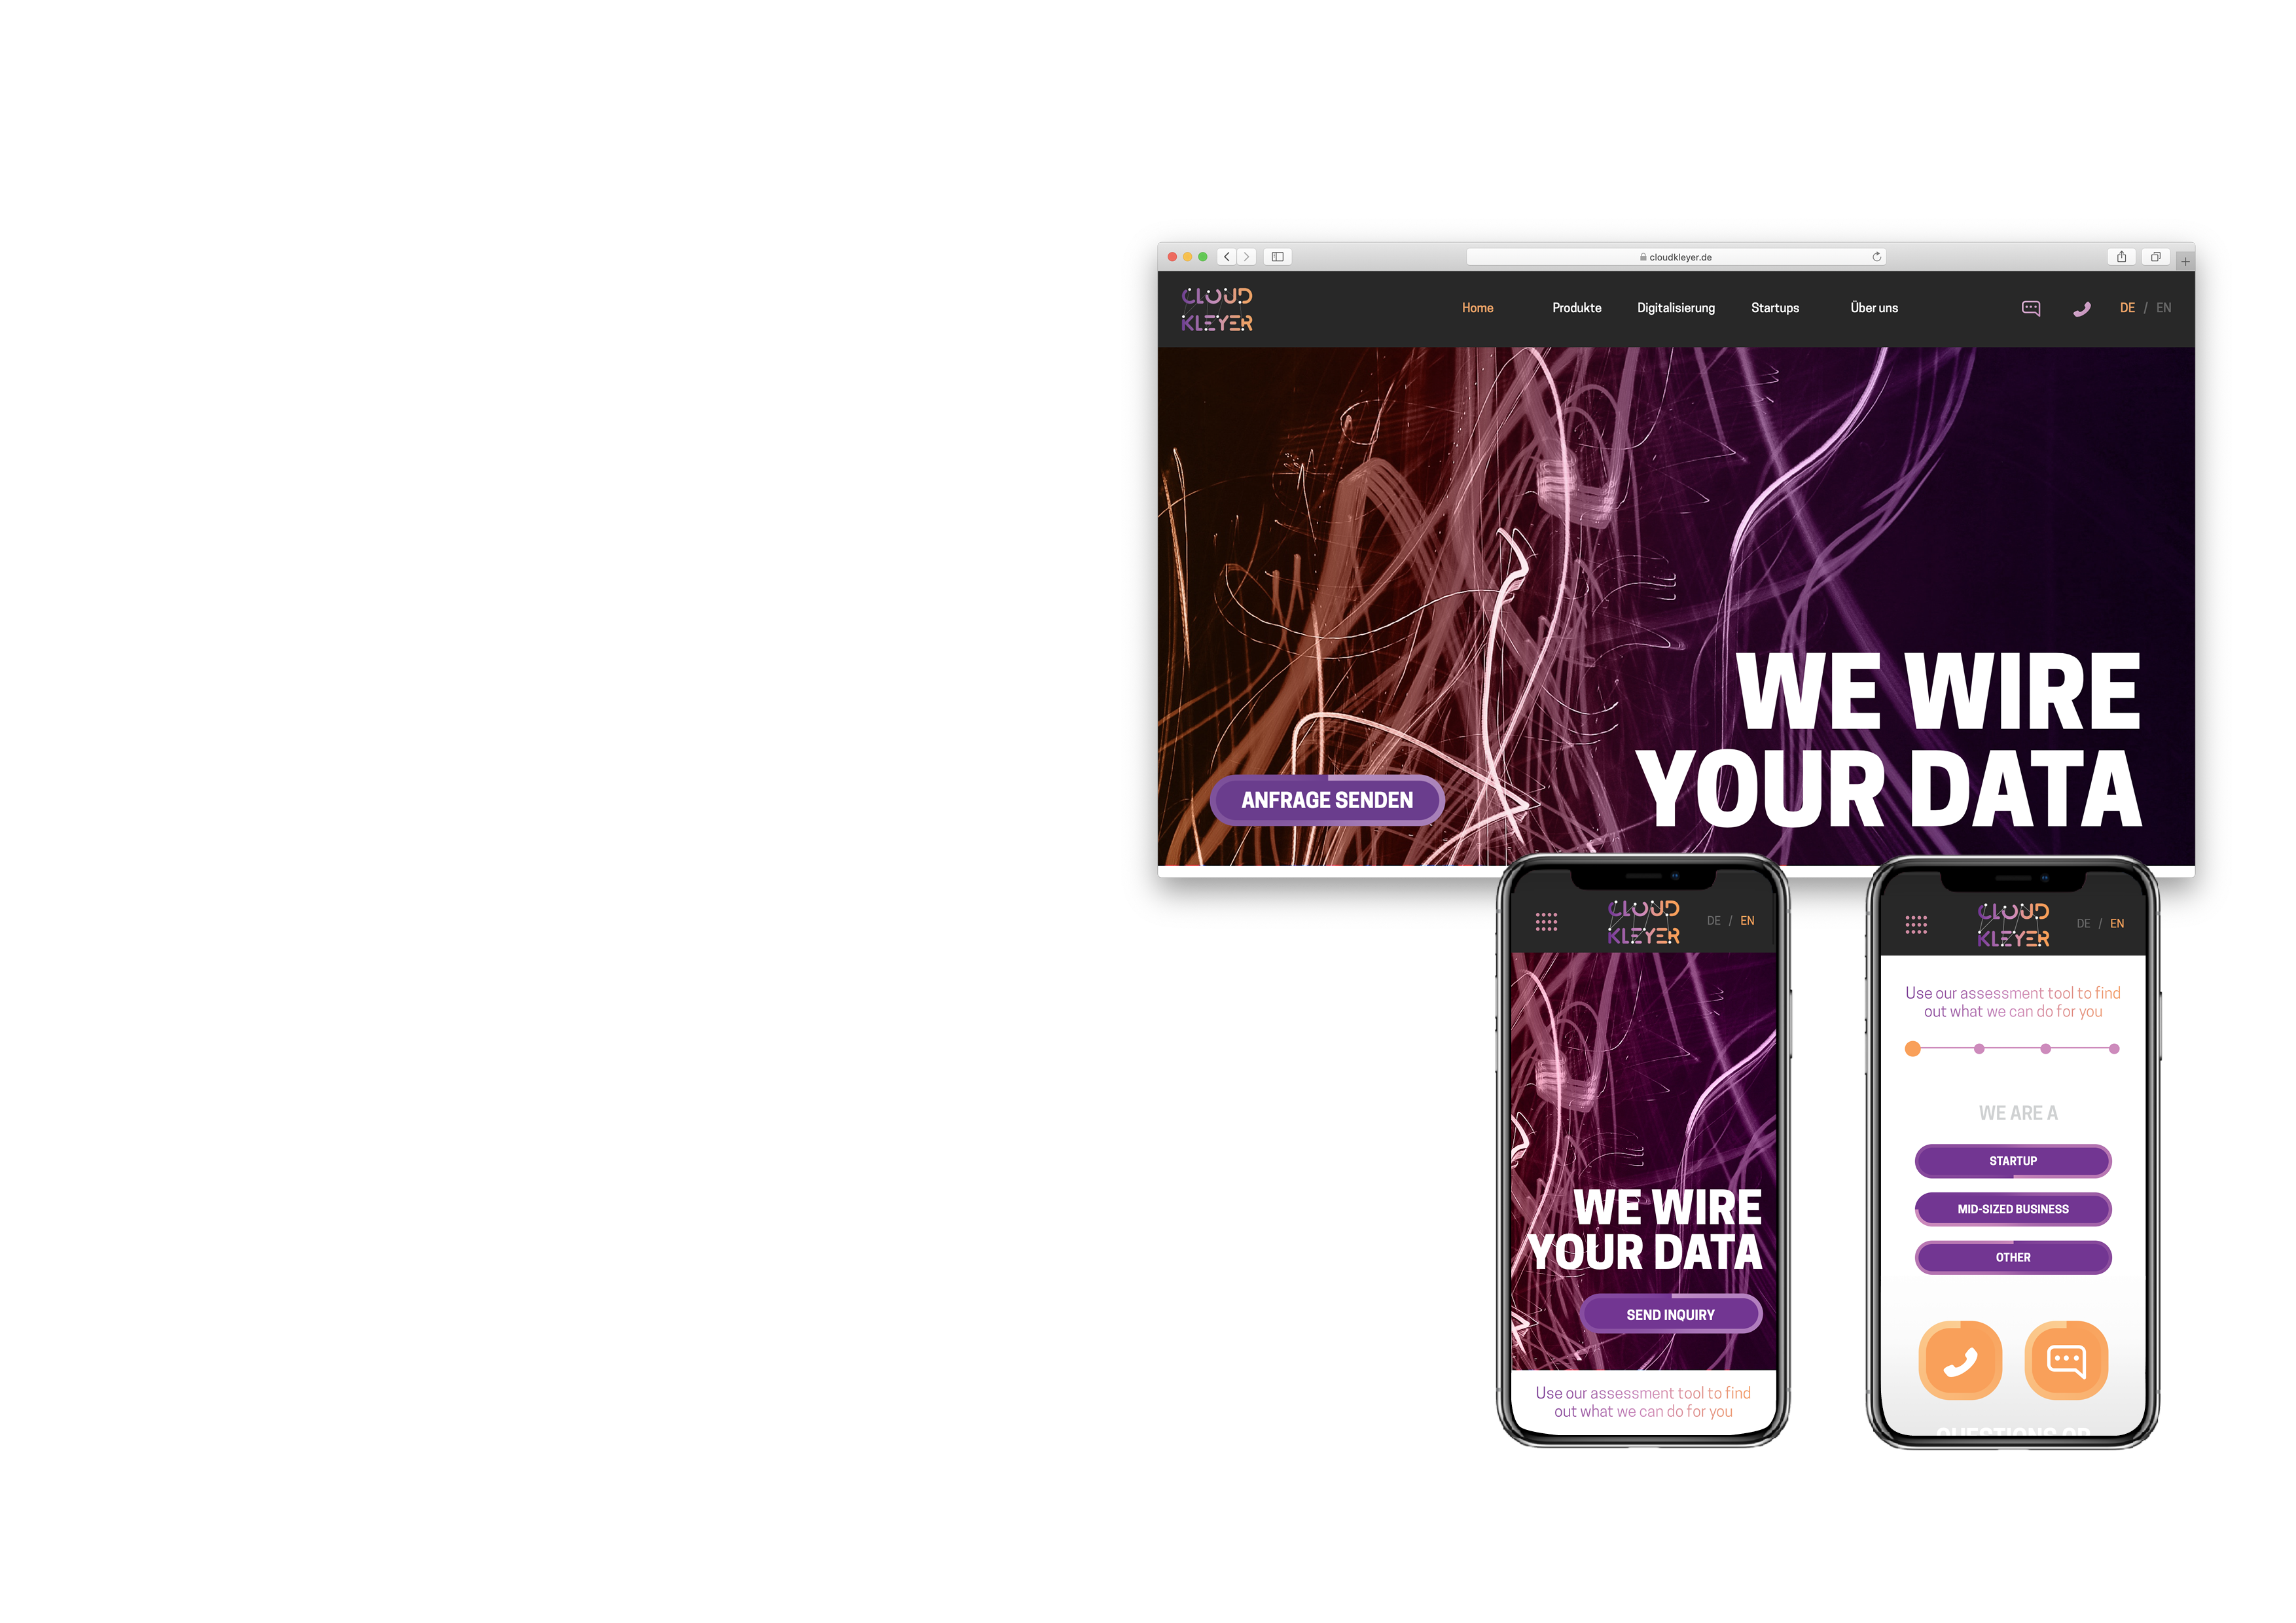 cloudkleyer.de
CLOUD
KLEYER
Home Produkte Digitalisierung Startups Über uns DE / EN
WE WIRE
YOUR DATA
ANFRAGE SENDEN
CLOUD
KLEYER
DE / EN
WE WIRE
YOUR DATA
SEND INQUIRY
Use our assessment tool to find
out what we can do for you
CLOUD
KLEYER
DE / EN
Use our assessment tool to find
out what we can do for you
WE ARE A
STARTUP
MID-SIZED BUSINESS
OTHER
QUESTIONS OR